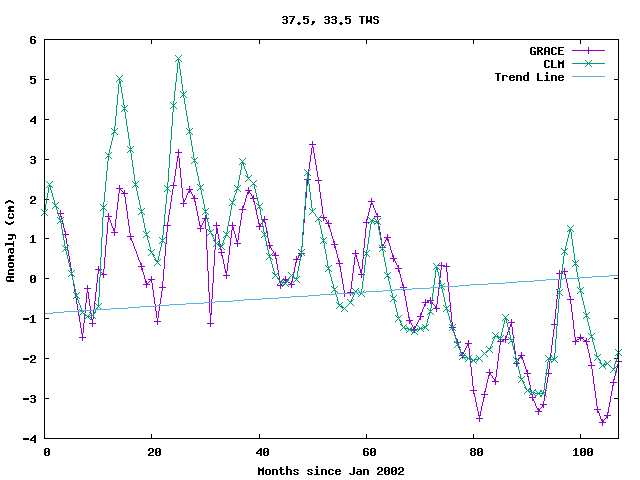 37.5, 33.5 TWS
GRACE
CLM
Trend Line
6
5
4
3
2
1
0
-1
-2
-3
-4
Anomaly (cm)
0 20 40 60 80 100
Months since Jan 2002